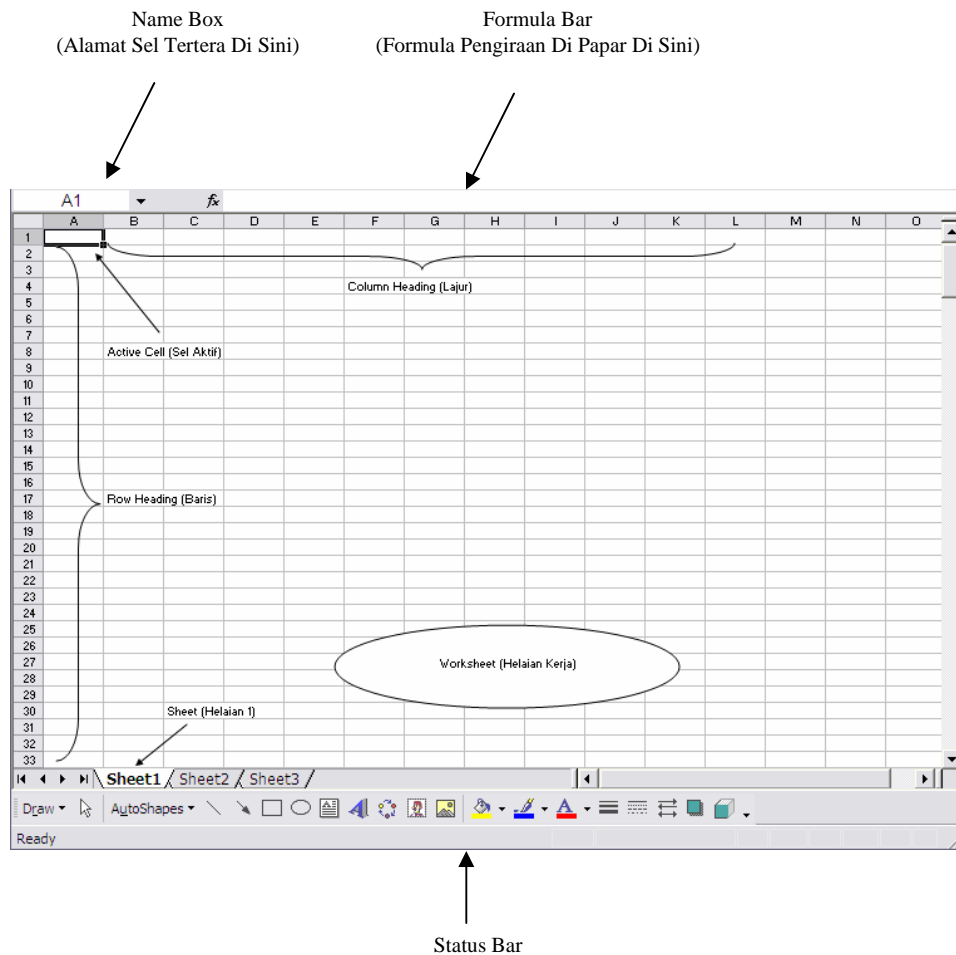 Name Box
(Alamat Sel Tertera Di Sini)
Formula Bar
(Formula Pengiraan Di Papar Di Sini)
A1 fx
A B C D E F G H I J K L M N O
1
2
3
4 Column Heading (Lajur)
5
6
7
8 Active Cell (Sel Aktif)
9
10
11
12
13
14
15
16
17 Row Heading (Baris)
18
19
20
21
22
23
24
25
26
27 Worksheet (Helaian Kerja)
28
29
30 Sheet (Helaian 1)
31
32
33
Sheet1 Sheet2 Sheet3
Draw AutoShapes A A
Ready
Status Bar